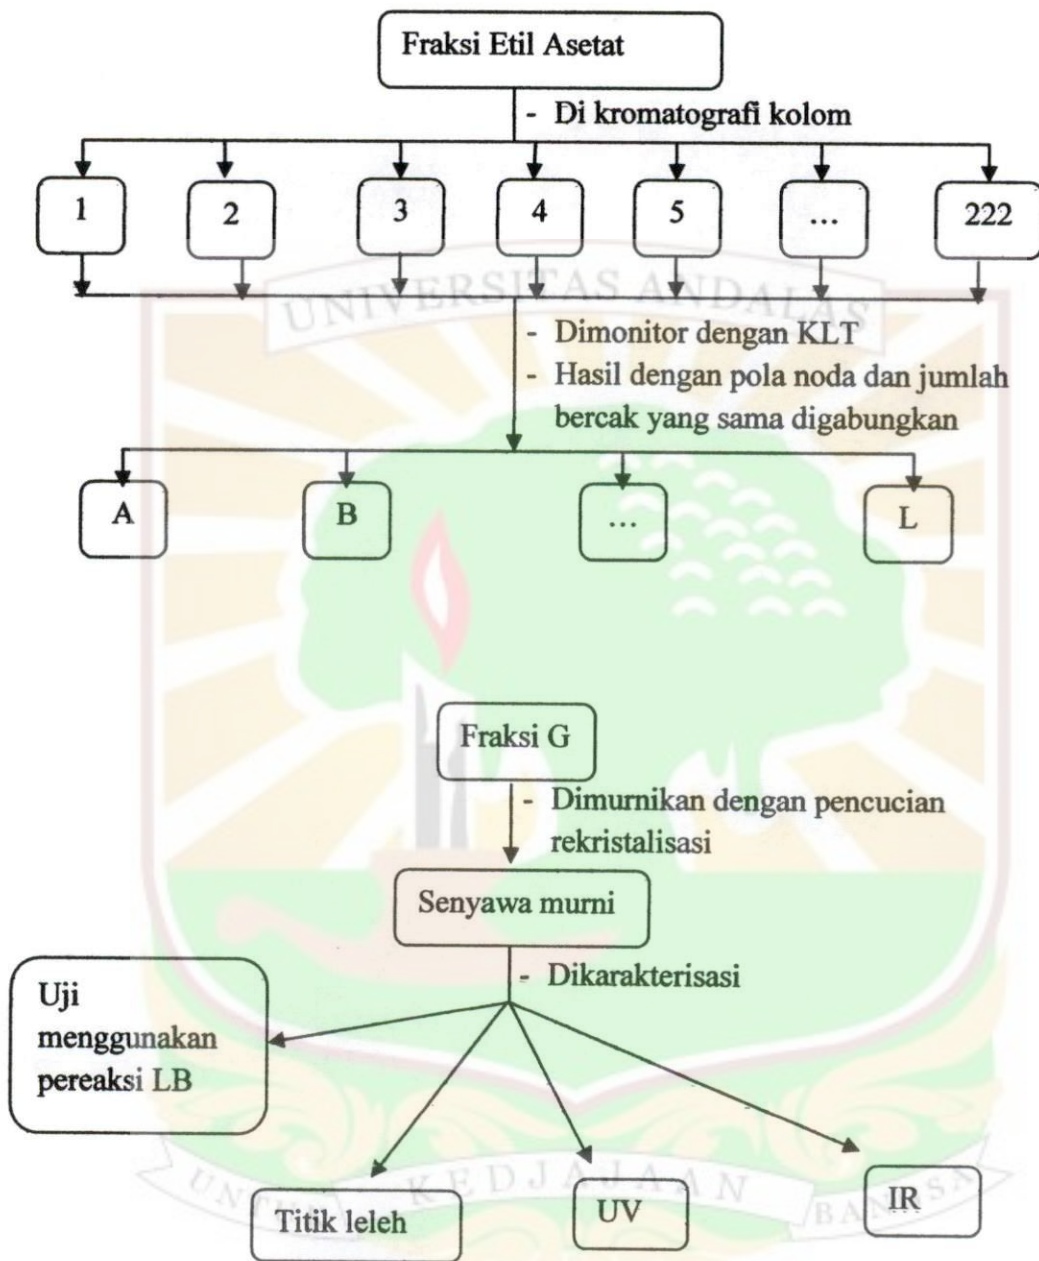 Fraksi Etil Asetat
- Di kromatografi kolom
1 2 3 4 5 ... 222
UNIVERSITAS ANDALAS
- Dimonitor dengan KLT
- Hasil dengan pola noda dan jumlah
bercak yang sama digabungkan
A B ... L
Fraksi G
- Dimurnikan dengan pencucian
rekristalisasi
Senyawa murni
- Dikarakterisasi
Uji
menggunakan
pereaksi LB
UNTUK KEDJAJAAN BANGSA
Titik leleh
UV
IR